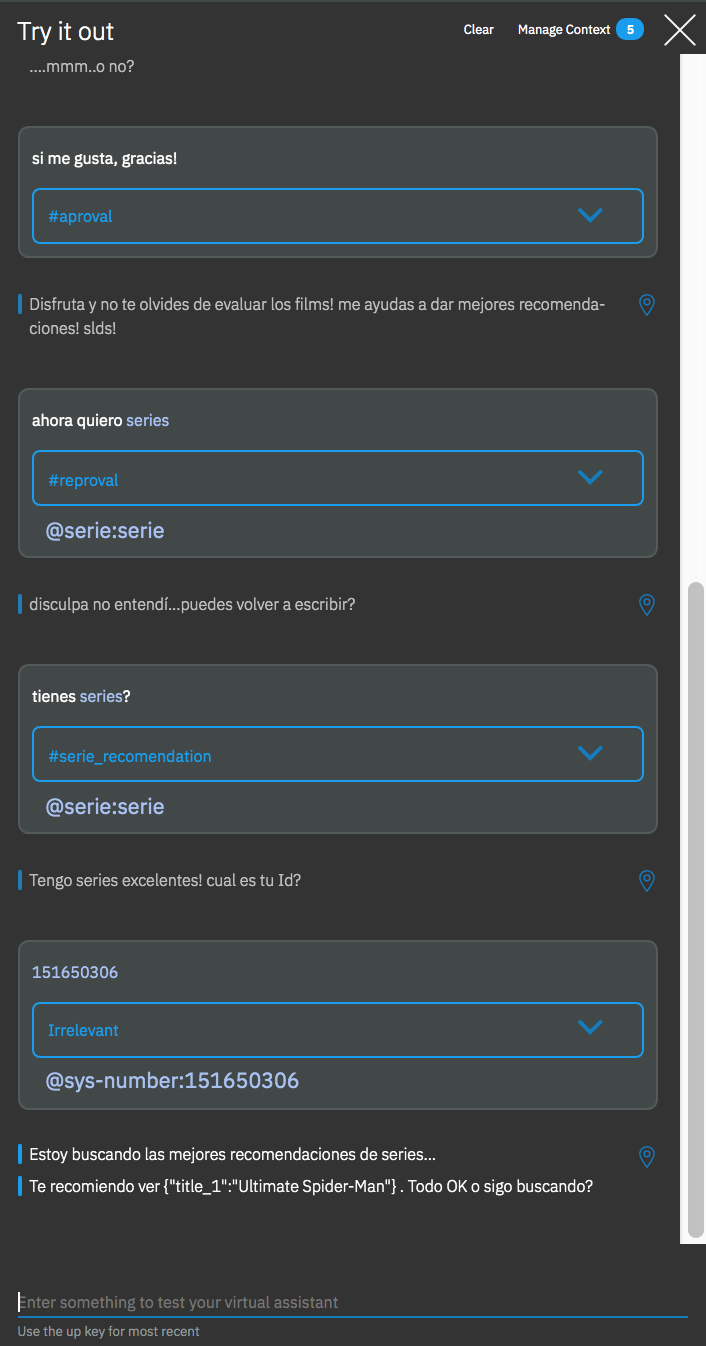 Try it out
Clear
Manage Context
5
....mmm..o no?
si me gusta, gracias!
#aproval
Disfruta y no te olvides de evaluar los films! me ayudas a dar mejores recomenda-
ciones! slds!
ahora quiero series
#reproval
@serie:serie
disculpa no entendí...puedes volver a escribir?
tienes series?
#serie_recomendation
@serie:serie
Tengo series excelentes! cual es tu Id?
151650306
Irrelevant
@sys-number:151650306
Estoy buscando las mejores recomendaciones de series...
Te recomiendo ver {"title_1":"Ultimate Spider-Man"} . Todo OK o sigo buscando?
Enter something to test your virtual assistant
Use the up key for most recent